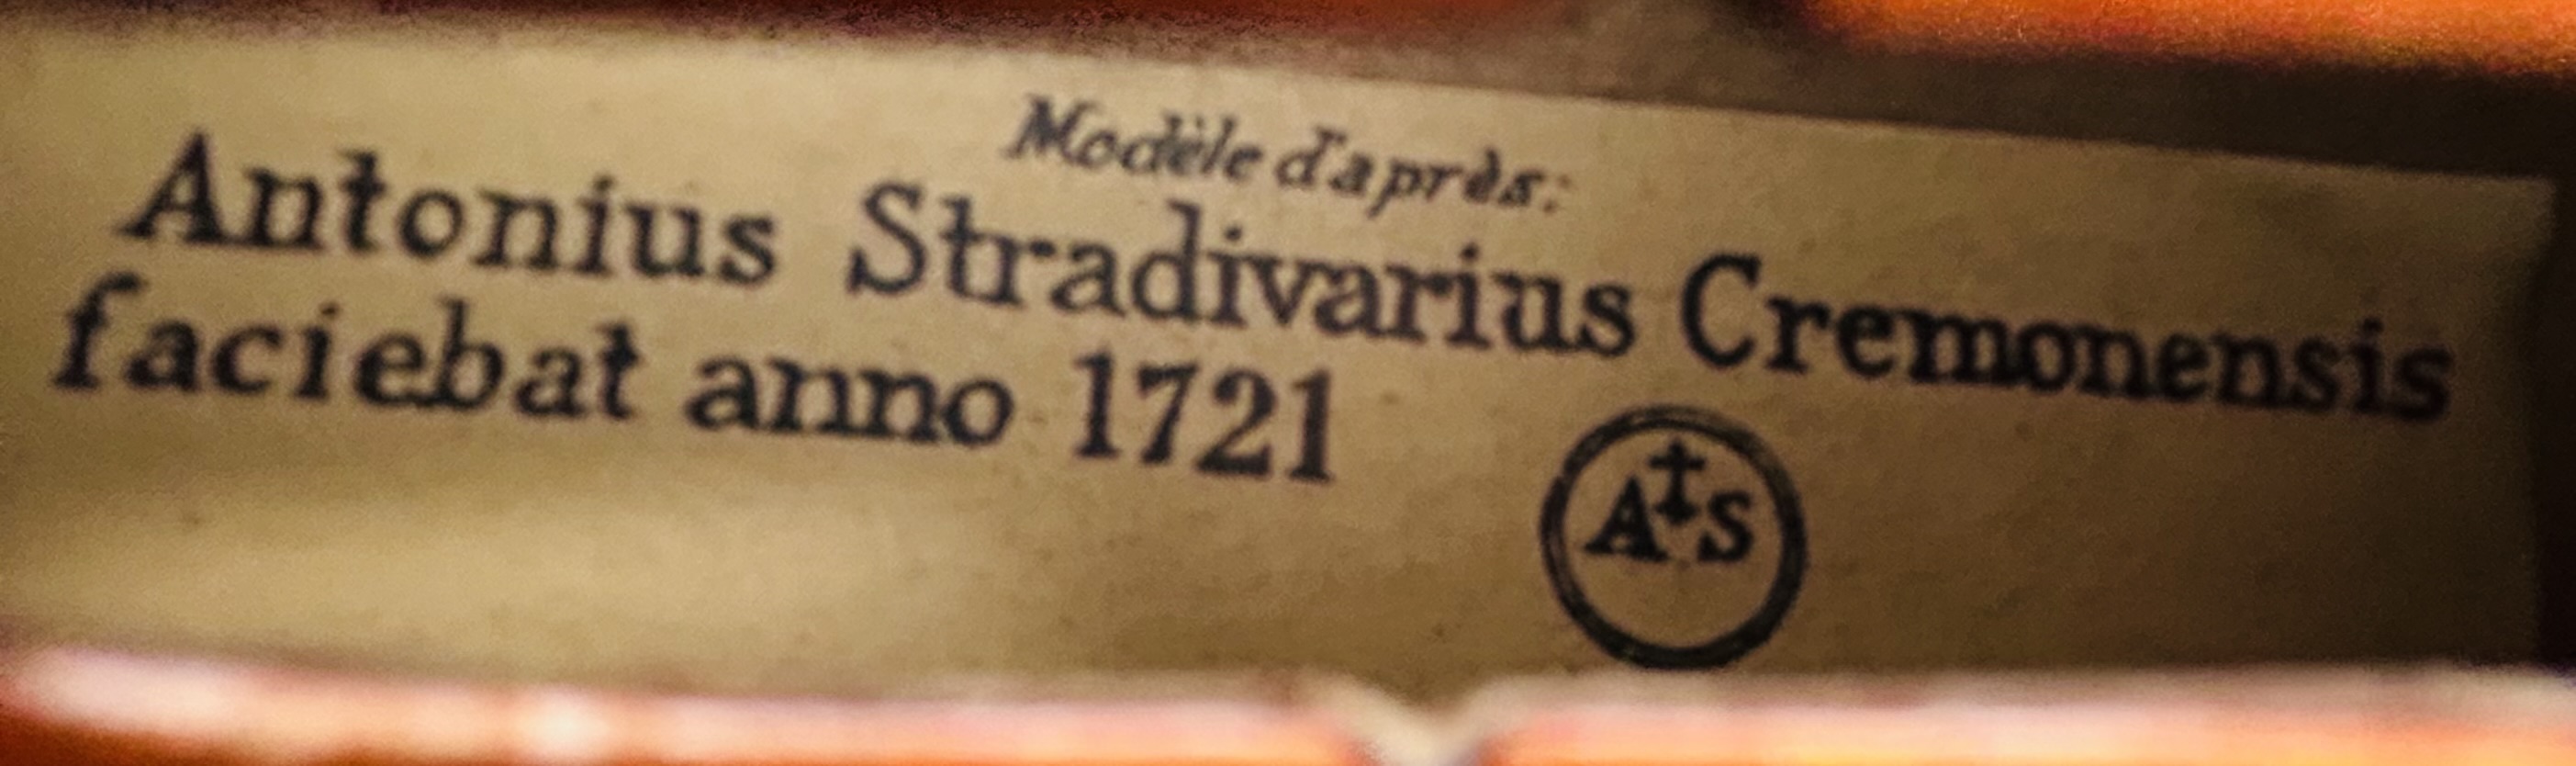 Modèle d'après:
Antonius Stradivarius Cremonensis
faciebat anno 1721
A S